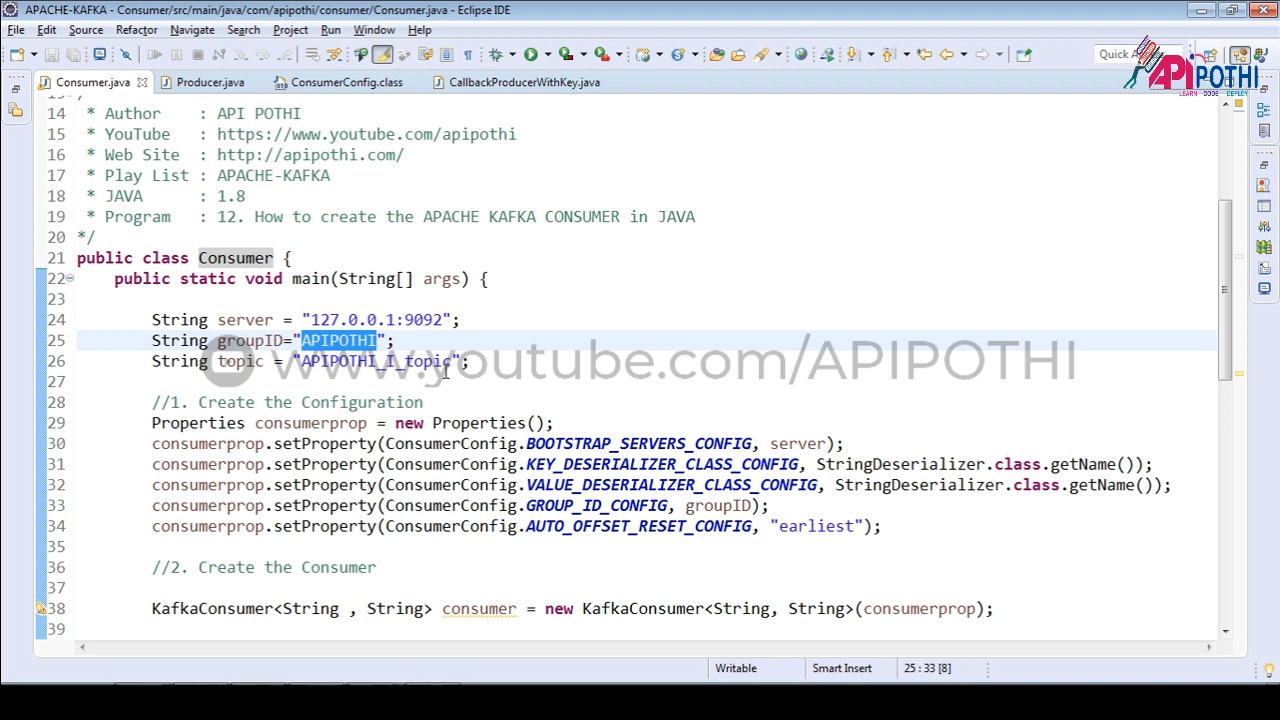 APACHE-KAFKA - Consumer/src/main/java/com/apipothi/consumer/Consumer.java - Eclipse IDE
File Edit Source Refactor Navigate Search Project Run Window Help
Quick A
API POTHI
LEARN CODE DEPLOY
Consumer.java Producer.java ConsumerConfig.class CallbackProducerWithKey.java
14 * Author : API POTHI
15 * YouTube : https://www.youtube.com/apipothi
16 * Web Site : http://apipothi.com/
17 * Play List : APACHE-KAFKA
18 * JAVA : 1.8
19 * Program : 12. How to create the APACHE KAFKA CONSUMER in JAVA
20 */
21 public class Consumer {
22 public static void main(String[] args) {
23
24 String server = "127.0.0.1:9092";
25 String groupID="APIPOTHI";
26 String topic = "APIPOTHI_I_topic";
www.youtube.com/APIPOTHI
27
28 //1. Create the Configuration
29 Properties consumerprop = new Properties();
30 consumerprop.setProperty(ConsumerConfig.BOOTSTRAP_SERVERS_CONFIG, server);
31 consumerprop.setProperty(ConsumerConfig.KEY_DESERIALIZER_CLASS_CONFIG, StringDeserializer.class.getName());
32 consumerprop.setProperty(ConsumerConfig.VALUE_DESERIALIZER_CLASS_CONFIG, StringDeserializer.class.getName());
33 consumerprop.setProperty(ConsumerConfig.GROUP_ID_CONFIG, groupID);
34 consumerprop.setProperty(ConsumerConfig.AUTO_OFFSET_RESET_CONFIG, "earliest");
35
36 //2. Create the Consumer
37
38 KafkaConsumer<String , String> consumer = new KafkaConsumer<String, String>(consumerprop);
39
Writable Smart Insert 25 : 33 [8]